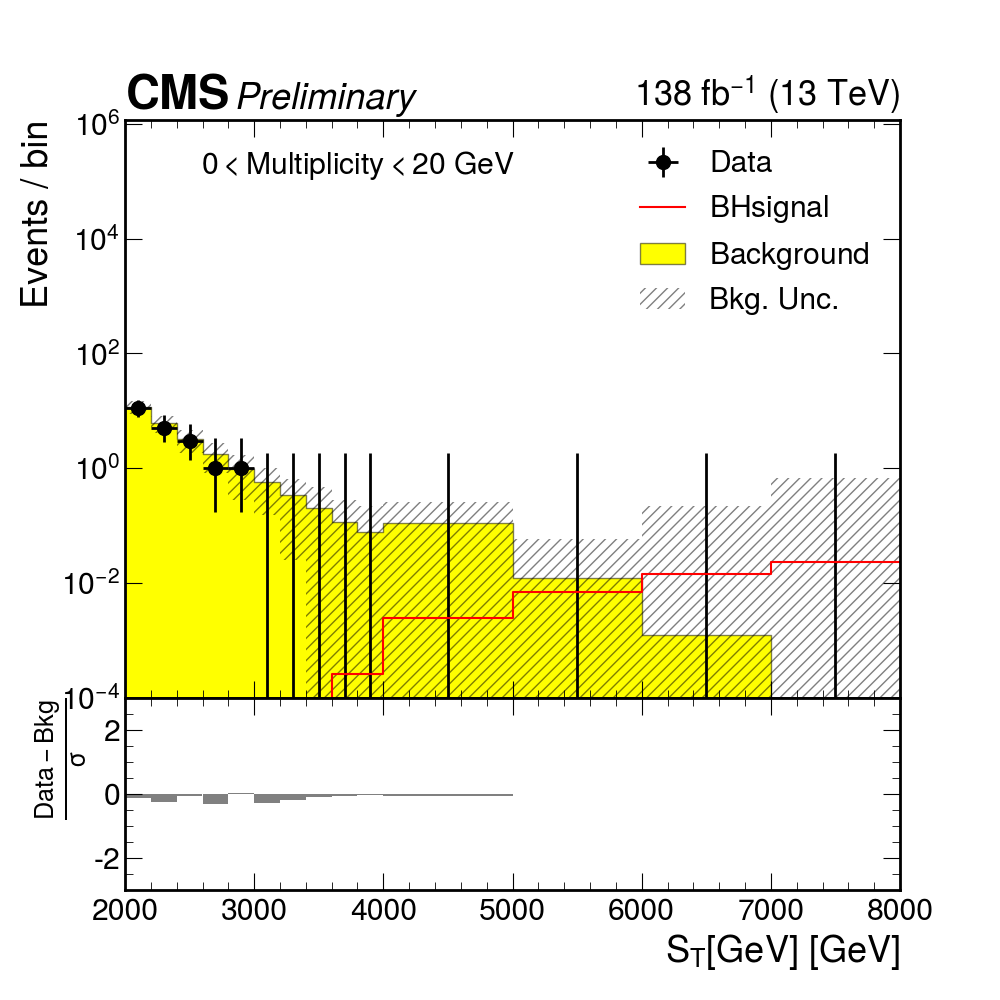 CMS Preliminary 138 fb⁻¹ (13 TeV)
Events / bin
10⁶
10⁴
10²
10⁰
10⁻²
10⁻⁴
0 < Multiplicity < 20 GeV
Data
BHsignal
Background
Bkg. Unc.
Data – Bkg
σ
2
0
-2
2000 3000 4000 5000 6000 7000 8000
S_T[GeV] [GeV]